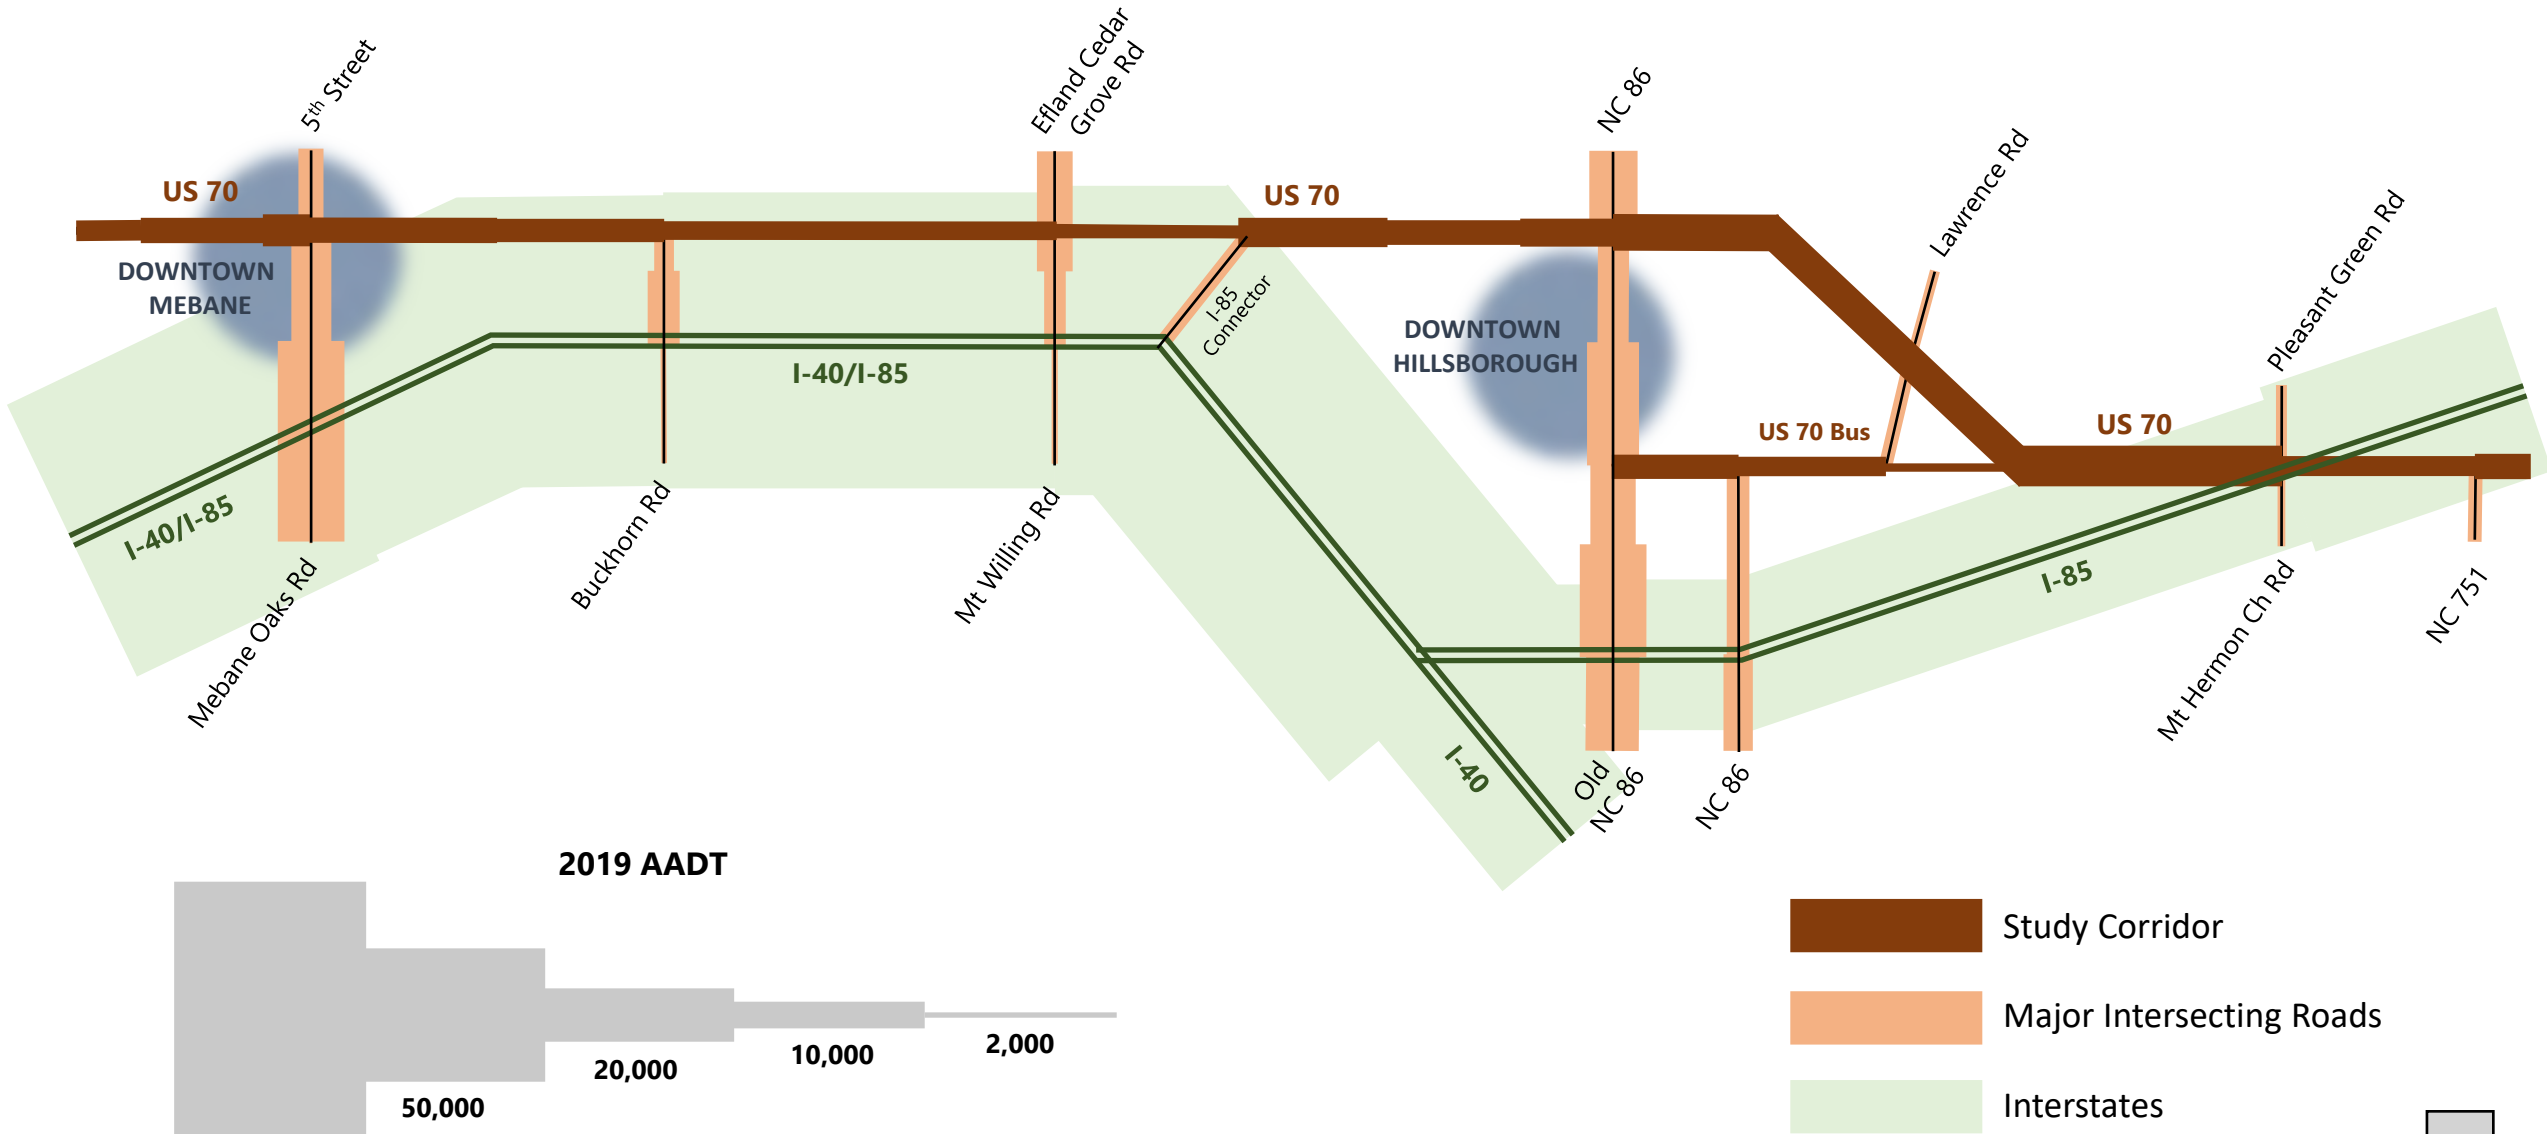 5th Street
Efland Cedar
Grove Rd
NC 86
Lawrence Rd
Pleasant Green Rd
US 70
US 70
DOWNTOWN
MEBANE
I-85
Connector
DOWNTOWN
HILLSBOROUGH
I-40/I-85
US 70 Bus
US 70
I-40/I-85
Mebane Oaks Rd
Buckhorn Rd
Mt Willing Rd
I-85
I-40
Old
NC 86
NC 86
Mt Hermon Ch Rd
NC 751
2019 AADT
50,000
20,000
10,000
2,000
Study Corridor
Major Intersecting Roads
Interstates